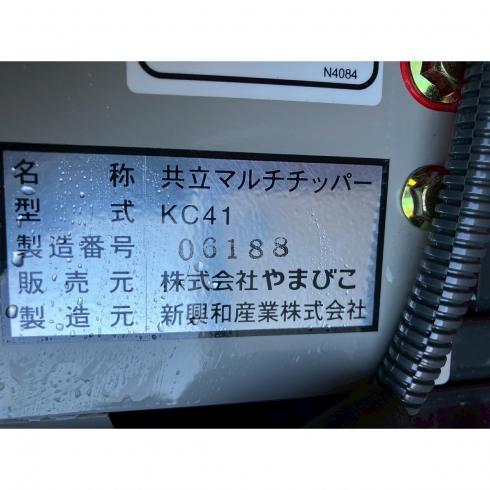 N4084
名称 共立マルチチッパー
型式 KC41
製造番号 06188
販売元 株式会社やまびこ
製造元 新興和産業株式会社